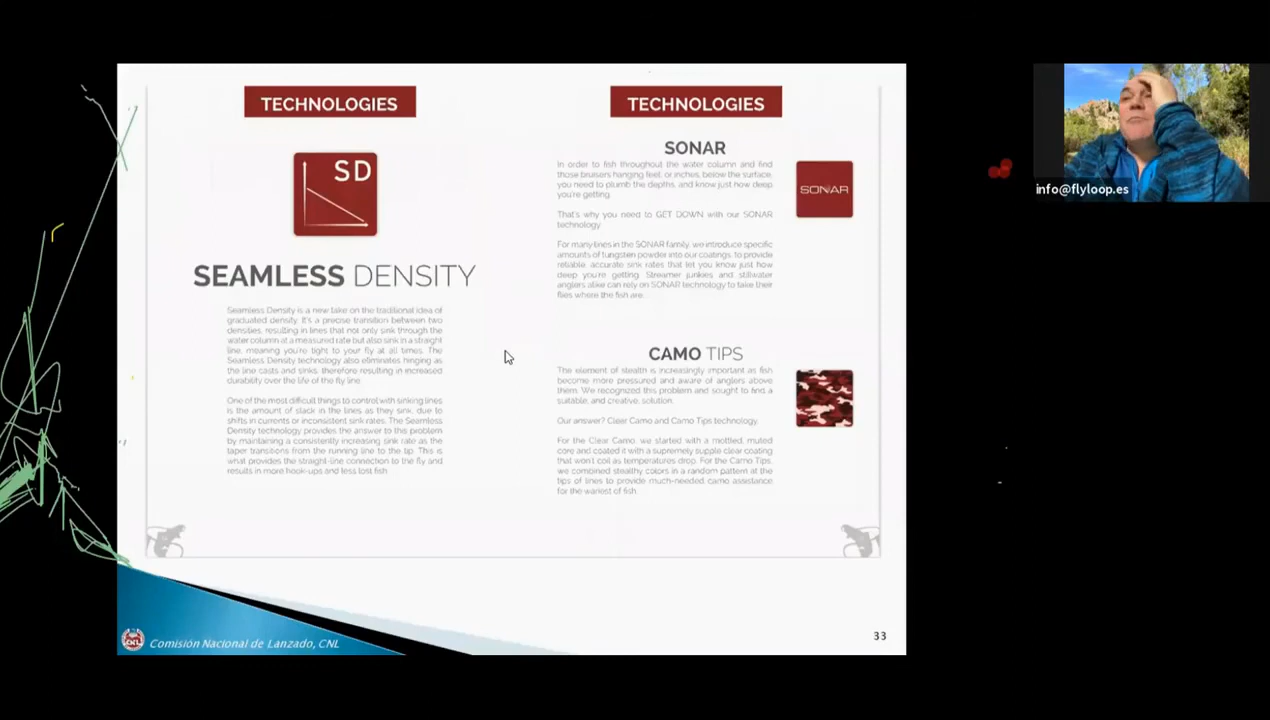 TECHNOLOGIES
SD
SEAMLESS DENSITY
Seamless Density is a new take on the traditional idea of
graduated density. It's a precise transition between two
densities, resulting in lines that not only sink through the
water column at a measured rate but also sink in a straight
line, meaning you're tight to your fly at all times. The
Seamless Density technology also eliminates hinging as
the line casts and sinks, therefore resulting in increased
durability over the life of the fly line.
One of the most difficult things to control with sinking lines
is the amount of slack in the lines as they sink, due to
shifts in currents or inconsistent sink rates. The Seamless
Density technology provides the answer to this problem
by maintaining a consistently increasing sink rate as the
taper transitions from the running line to the tip. This is
what provides the straight-line connection to the fly and
results in more hook-ups and less lost fish.
TECHNOLOGIES
SONAR
In order to fish throughout the water column and find
those bruisers hanging feet, or inches, below the surface,
you need to plumb the depths, and know just how deep
you're getting.
That's why you need to GET DOWN with our SONAR
technology.
For many lines in the SONAR family, we introduce specific
amounts of tungsten powder into our coatings, to provide
reliable, accurate sink rates that let you know just how
deep you're getting. Streamer junkies and stillwater
anglers alike can rely on SONAR technology to take their
flies where the fish are.
SONAR
CAMO TIPS
The element of stealth is increasingly important as fish
become more pressured and aware of anglers above
them. We recognized this problem and sought to find a
suitable, and creative, solution.
Our answer? Clear Camo and Camo Tips technology.
For the Clear Camo, we started with a mottled, muted
core and coated it with a supremely supple clear coating
that won't coil as temperatures drop. For the Camo Tips,
we combined stealthy colors in a random pattern at the
tips of lines to provide much-needed camo assistance
for the wariest of fish.
CNL
Comisión Nacional de Lanzado, CNL
33
info@flyloop.es